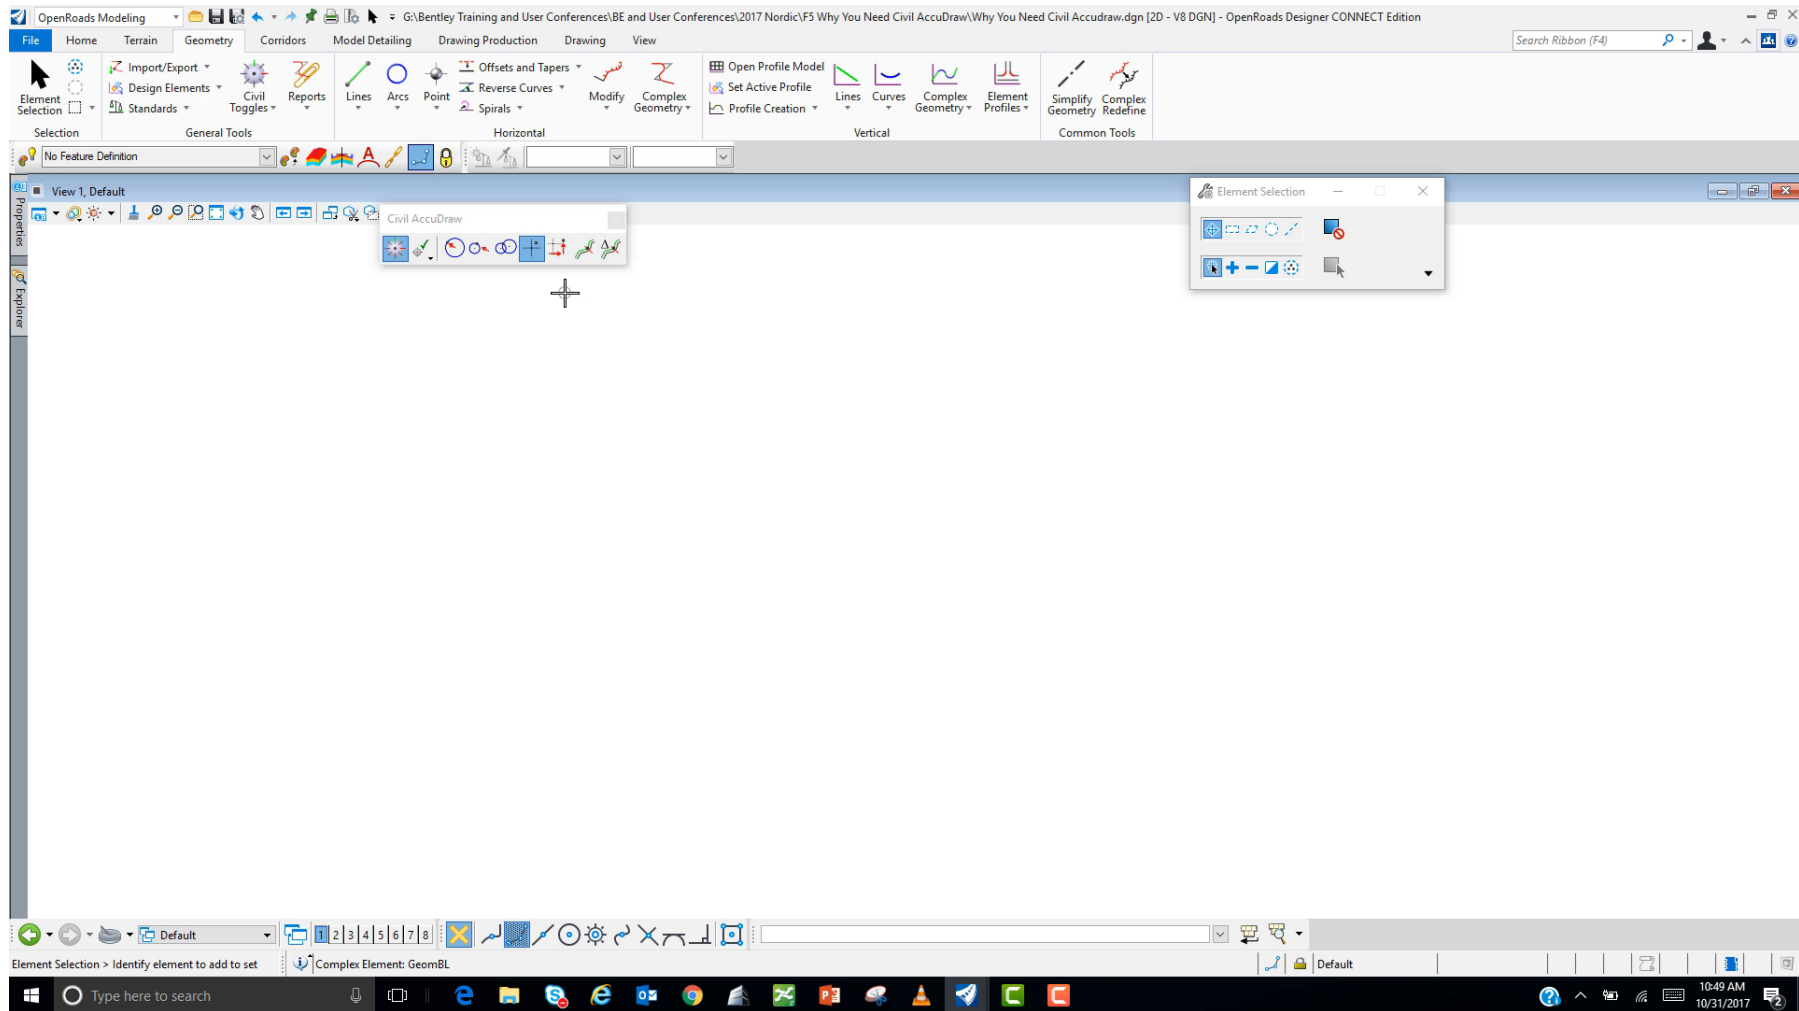 OpenRoads Modeling
G:\Bentley Training and User Conferences\BE and User Conferences\2017 Nordic\F5 Why You Need Civil AccuDraw\Why You Need Civil Accudraw.dgn [2D - V8 DGN] - OpenRoads Designer CONNECT Edition
File Home Terrain Geometry Corridors Model Detailing Drawing Production Drawing View
Search Ribbon (F4)
Element Selection
Selection
Import/Export
Design Elements
Standards
Civil Toggles
Reports
General Tools
Lines
Arcs
Point
Offsets and Tapers
Reverse Curves
Spirals
Modify
Complex Geometry
Horizontal
Open Profile Model
Set Active Profile
Profile Creation
Lines
Curves
Complex Geometry
Element Profiles
Vertical
Simplify Geometry
Complex Redefine
Common Tools
No Feature Definition
View 1, Default
Properties
Explorer
Civil AccuDraw
Element Selection
Default
1 2 3 4 5 6 7 8
Element Selection > Identify element to add to set
Complex Element: GeomBL
Default
Type here to search
10:49 AM
10/31/2017
2